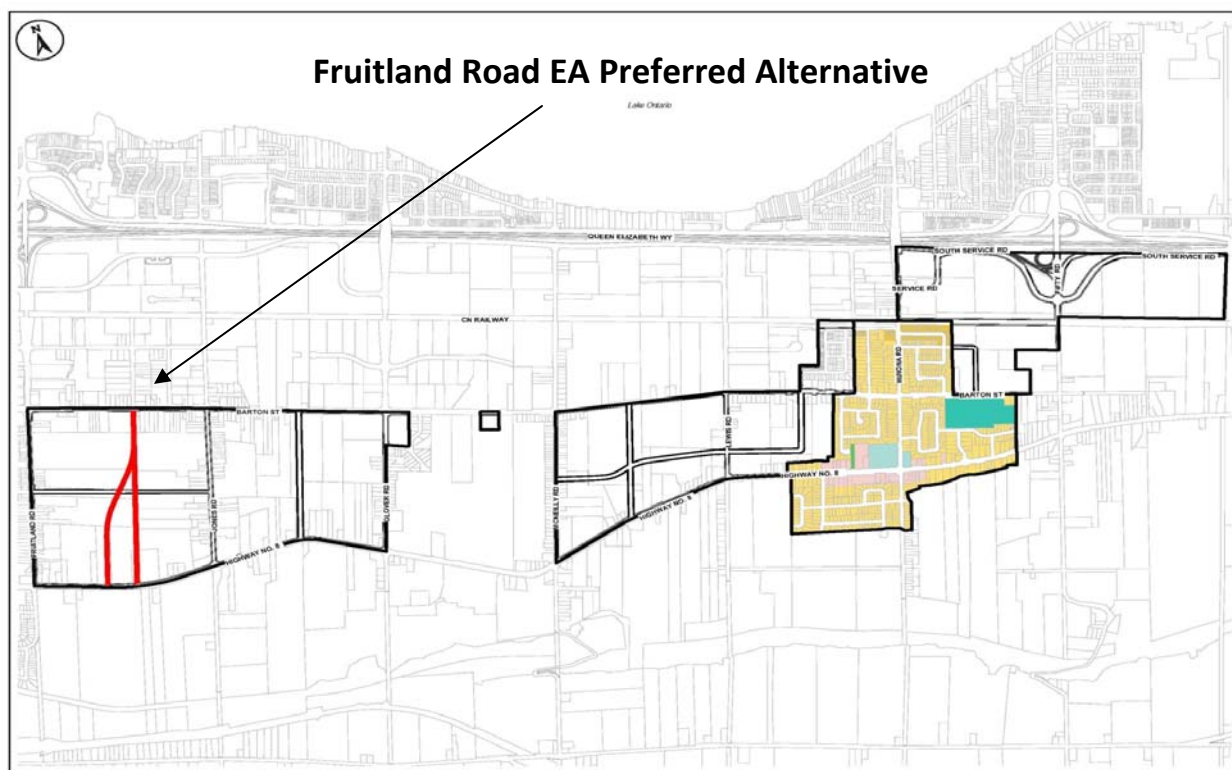 N
Fruitland Road EA Preferred Alternative
Lake Ontario
QUEEN ELIZABETH WY
SOUTH SERVICE RD
SOUTH SERVICE RD
SERVICE RD
CN RAILWAY
WINONA RD
BARTON ST
BARTON ST
LEWIS RD
HIGHWAY NO. 8
FRUITLAND RD
JONES RD
GLOVER RD
MCNEILLY RD
HIGHWAY NO. 8
HIGHWAY NO. 8